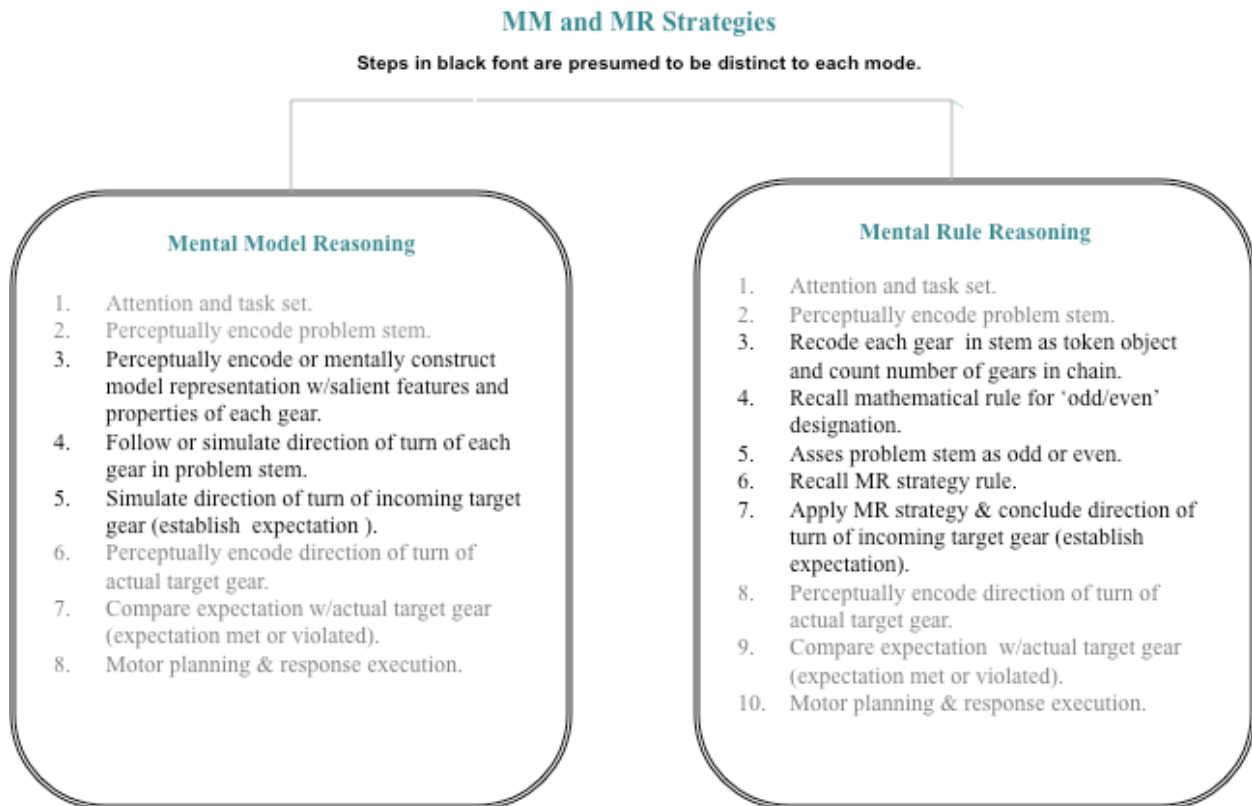 MM and MR Strategies
Steps in black font are presumed to be distinct to each mode.
Mental Model Reasoning
1. Attention and task set.
2. Perceptually encode problem stem.
3. Perceptually encode or mentally construct
model representation w/salient features and
properties of each gear.
4. Follow or simulate direction of turn of each
gear in problem stem.
5. Simulate direction of turn of incoming target
gear (establish expectation ).
6. Perceptually encode direction of turn of
actual target gear.
7. Compare expectation w/actual target gear
(expectation met or violated).
8. Motor planning & response execution.
Mental Rule Reasoning
1. Attention and task set.
2. Perceptually encode problem stem.
3. Recode each gear in stem as token object
and count number of gears in chain.
4. Recall mathematical rule for ‘odd/even’
designation.
5. Asses problem stem as odd or even.
6. Recall MR strategy rule.
7. Apply MR strategy & conclude direction of
turn of incoming target gear (establish
expectation).
8. Perceptually encode direction of turn of
actual target gear.
9. Compare expectation w/actual target gear
(expectation met or violated).
10. Motor planning & response execution.